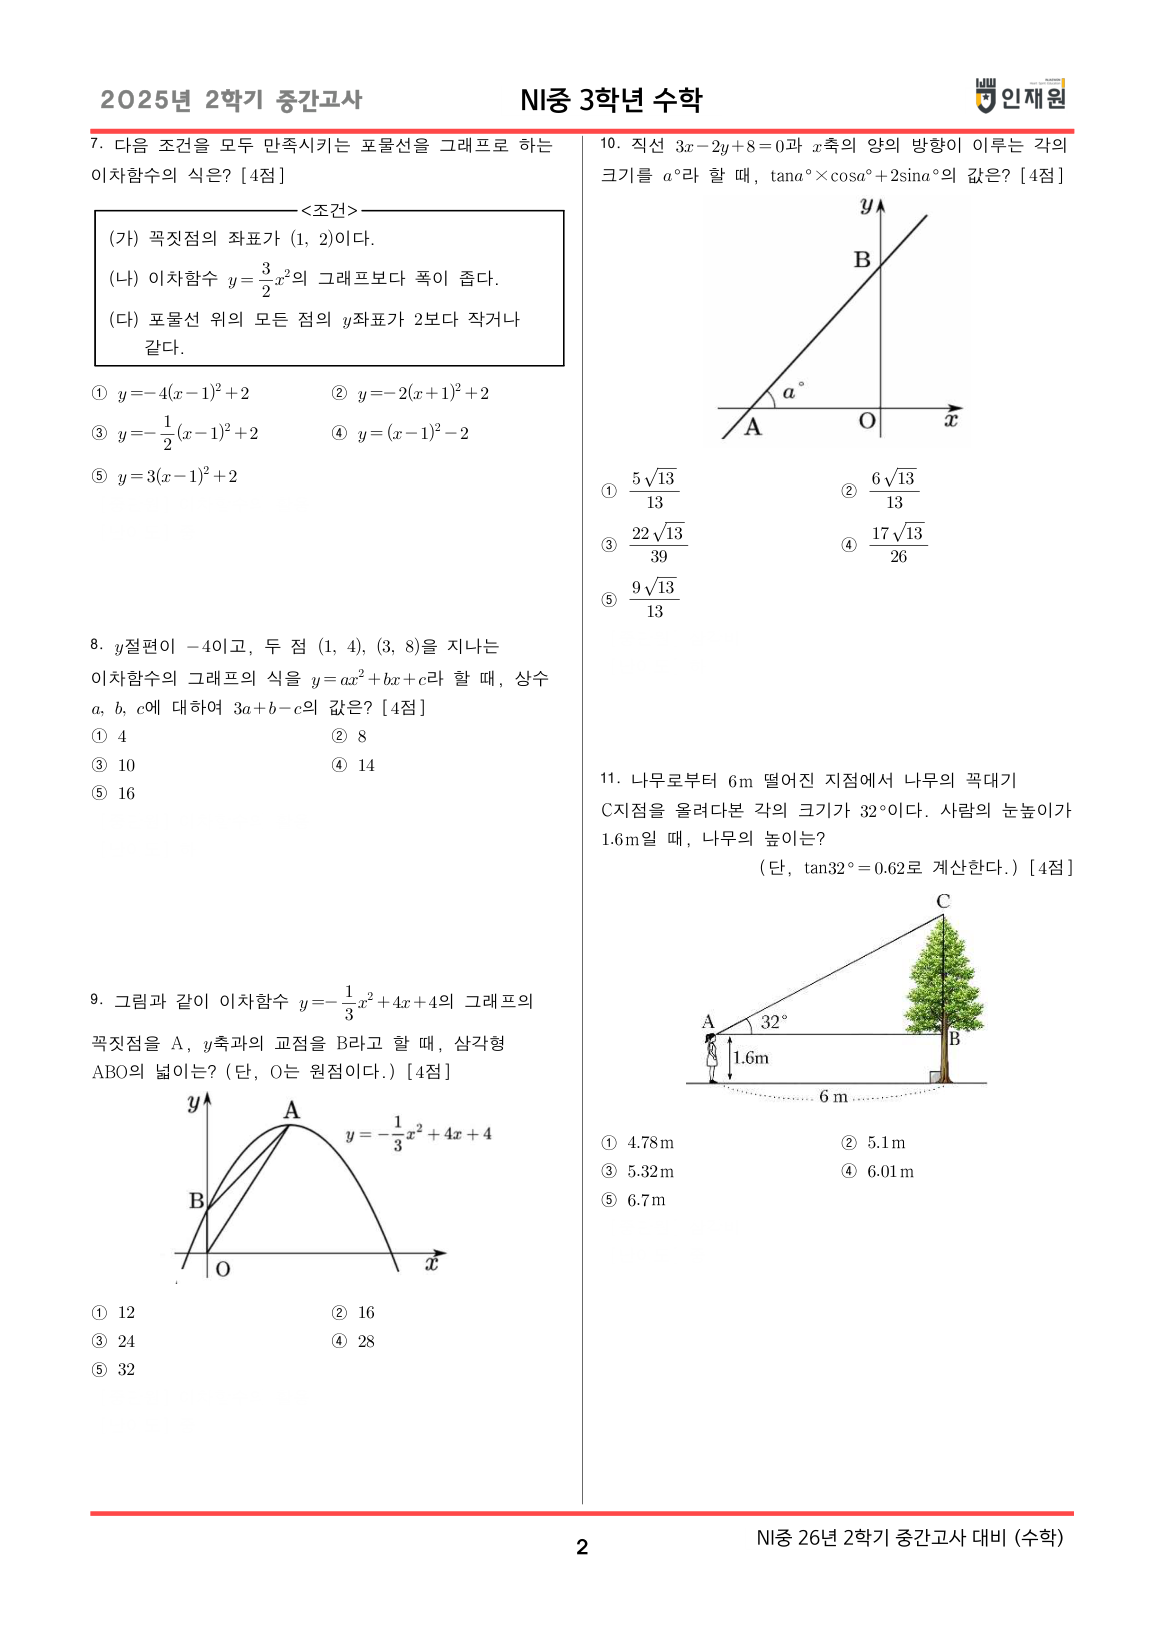 2025년 2학기 중간고사
NI중 3학년 수학
인재원
7. 다음 조건을 모두 만족시키는 포물선을 그래프로 하는
이차함수의 식은? [4점]
<조건>
(가) 꼭짓점의 좌표가 (1, 2)이다.
(나) 이차함수 y=3/2x²의 그래프보다 폭이 좁다.
(다) 포물선 위의 모든 점의 y좌표가 2보다 작거나
같다.
① y=-4(x-1)²+2 ② y=-2(x+1)²+2
③ y=-1/2(x-1)²+2 ④ y=(x-1)²-2
⑤ y=3(x-1)²+2
8. y절편이 -4이고, 두 점 (1, 4), (3, 8)을 지나는
이차함수의 그래프의 식을 y=ax²+bx+c라 할 때, 상수
a, b, c에 대하여 3a+b-c의 값은? [4점]
① 4 ② 8
③ 10 ④ 14
⑤ 16
9. 그림과 같이 이차함수 y=-1/3x²+4x+4의 그래프의
꼭짓점을 A, y축과의 교점을 B라고 할 때, 삼각형
ABO의 넓이는? (단, O는 원점이다.) [4점]
y
A
y=-1/3x²+4x+4
B
O
x
① 12 ② 16
③ 24 ④ 28
⑤ 32
10. 직선 3x-2y+8=0과 x축의 양의 방향이 이루는 각의
크기를 a°라 할 때, tana°×cosa°+2sina°의 값은? [4점]
y
B
a°
A
O
x
① 5√13/13 ② 6√13/13
③ 22√13/39 ④ 17√13/26
⑤ 9√13/13
11. 나무로부터 6m 떨어진 지점에서 나무의 꼭대기
C지점을 올려다본 각의 크기가 32°이다. 사람의 눈높이가
1.6m일 때, 나무의 높이는?
(단, tan32°=0.62로 계산한다.) [4점]
C
A
32°
B
1.6m
6 m
① 4.78m ② 5.1m
③ 5.32m ④ 6.01m
⑤ 6.7m
2
NI중 26년 2학기 중간고사 대비 (수학)